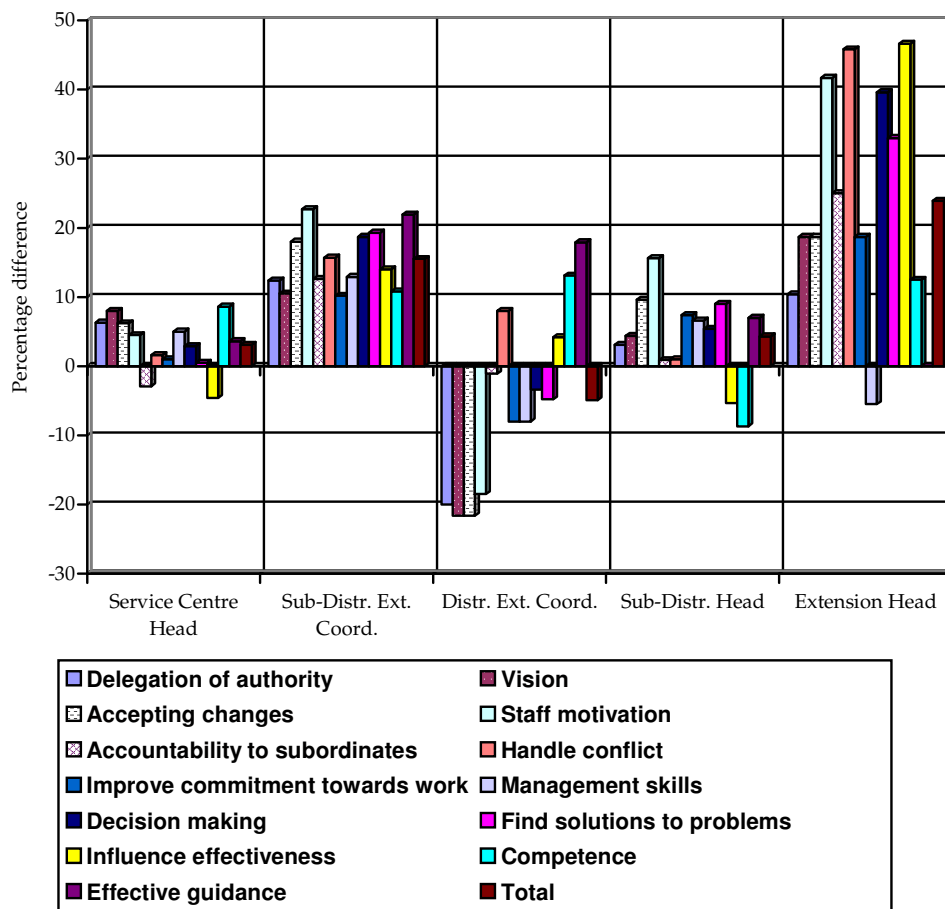 50
40
30
20
10
0
-10
-20
-30
Percentage difference
Service Centre Head
Sub-Distr. Ext. Coord.
Distr. Ext. Coord.
Sub-Distr. Head
Extension Head
Delegation of authority
Vision
Accepting changes
Staff motivation
Accountability to subordinates
Handle conflict
Improve commitment towards work
Management skills
Decision making
Find solutions to problems
Influence effectiveness
Competence
Effective guidance
Total